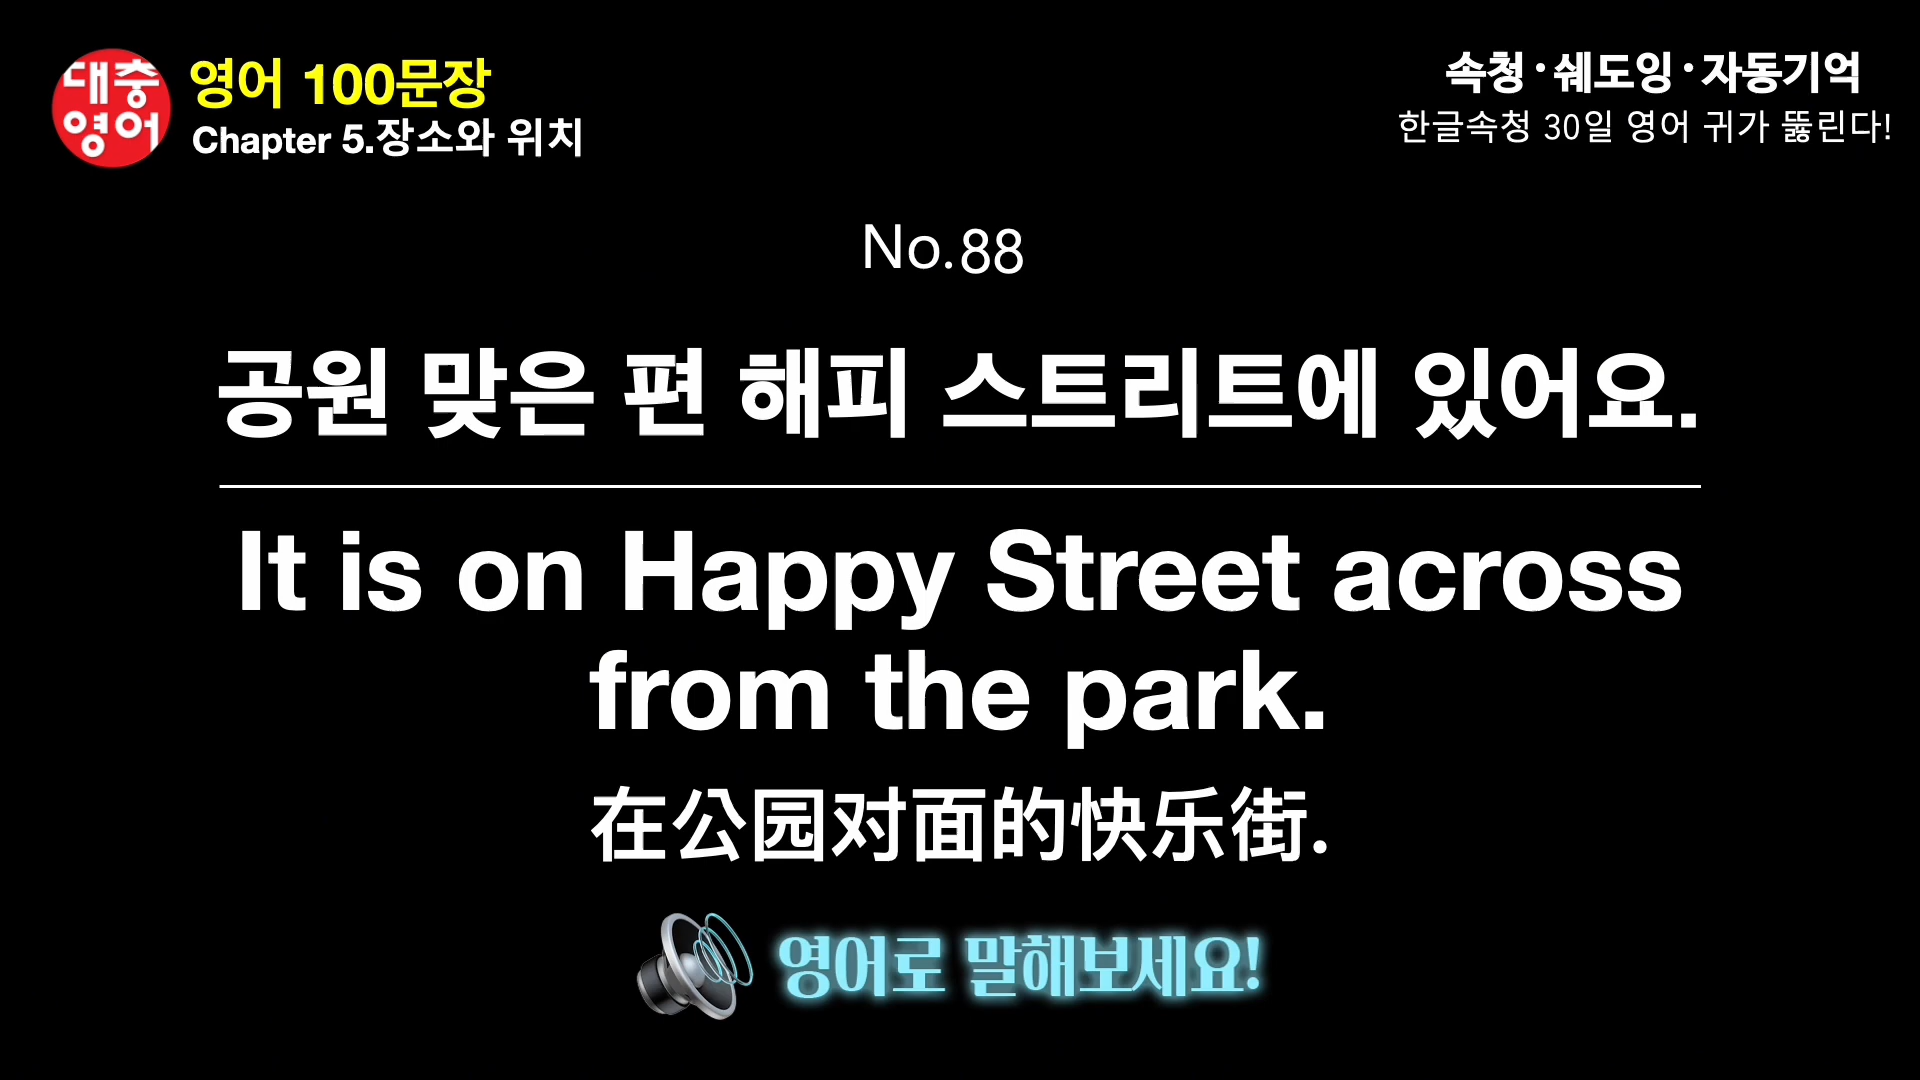 대충
영어
영어 100문장
Chapter 5.장소와 위치
속청·쉐도잉·자동기억
한글속청 30일 영어 귀가 뚫린다!
No.88
공원 맞은 편 해피 스트리트에 있어요.
It is on Happy Street across
from the park.
在公园对面的快乐街.
영어로 말해보세요!